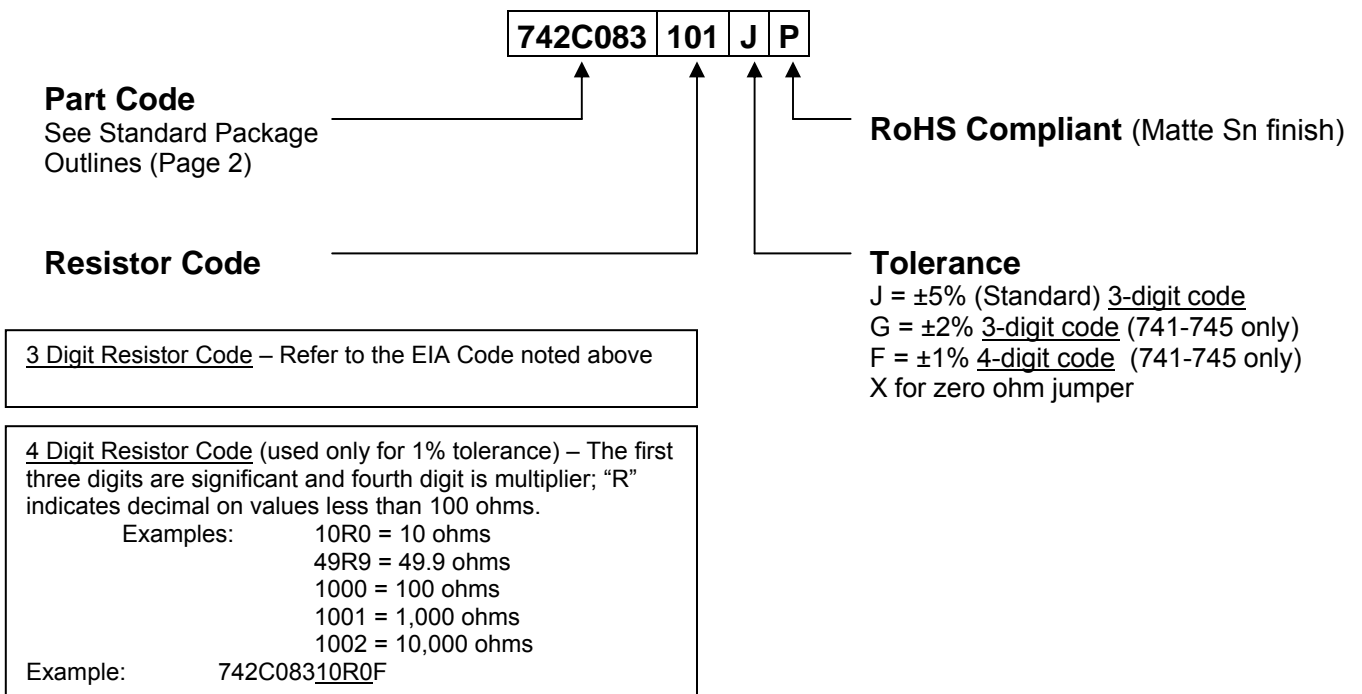 742C083 101 J P
Part Code
See Standard Package
Outlines (Page 2)
RoHS Compliant (Matte Sn finish)
Resistor Code
Tolerance
J = ±5% (Standard) 3-digit code
G = ±2% 3-digit code (741-745 only)
F = ±1% 4-digit code (741-745 only)
X for zero ohm jumper
3 Digit Resistor Code – Refer to the EIA Code noted above
4 Digit Resistor Code (used only for 1% tolerance) – The first
three digits are significant and fourth digit is multiplier; “R”
indicates decimal on values less than 100 ohms.
Examples: 10R0 = 10 ohms
49R9 = 49.9 ohms
1000 = 100 ohms
1001 = 1,000 ohms
1002 = 10,000 ohms
Example: 742C08310R0F